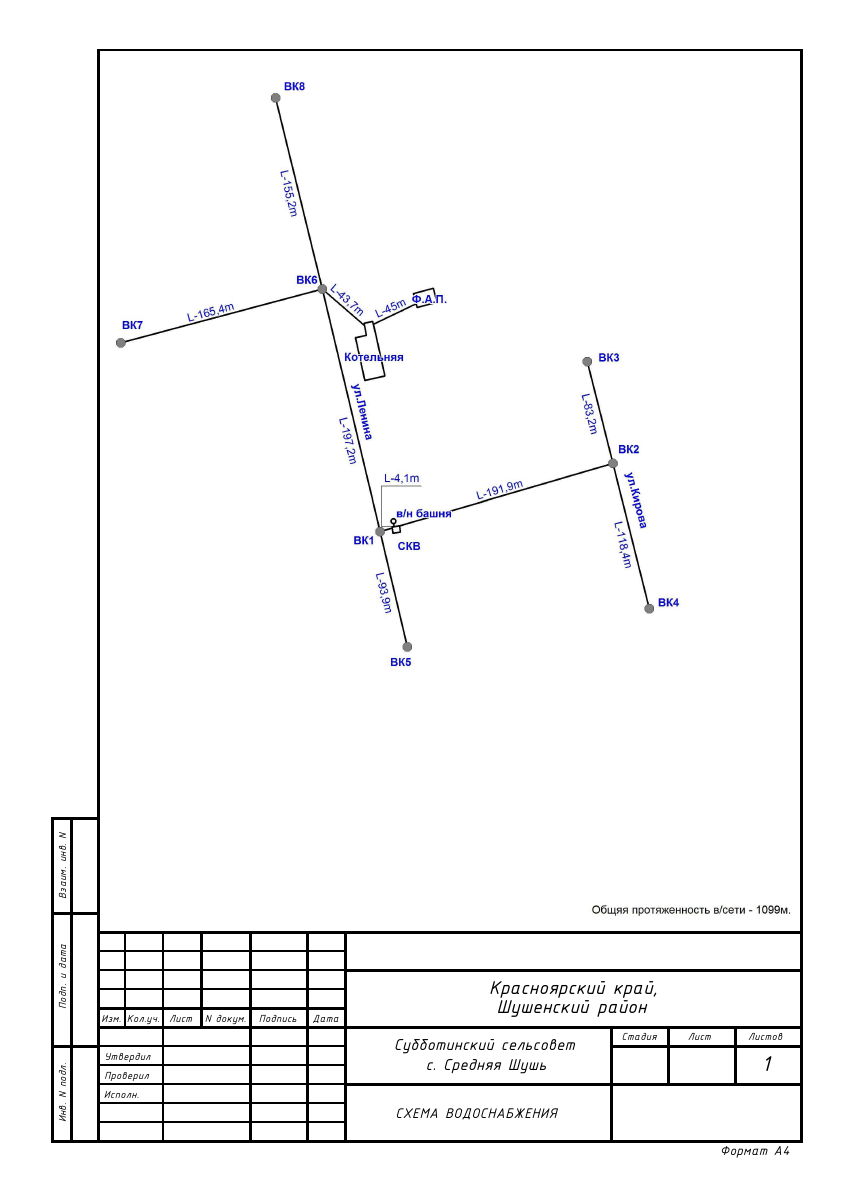 ВК8
L-155,2m
ВК6
L-43,7m
L-45m
Ф.А.П.
L-165,4m
ВК7
Котельняя
ВК3
ул.Ленина
L-83,2m
L-197,2m
ВК2
L-4,1m
L-191,9m
ул.Кирова
в/н башня
ВК1
СКВ
L-118,4m
L-93,9m
ВК4
ВК5
Общяя протяженность в/сети - 1099м.
Взаим. инв. N
Подп. и дата
Инв. N подл.
Изм. Кол.уч. Лист N докум. Подпись Дата
Утвердил
Проверил
Исполн.
Красноярский край,
Шушенский район
Субботинский сельсовет
с. Средняя Шушь
Стадия Лист Листов
1
СХЕМА ВОДОСНАБЖЕНИЯ
Формат А4